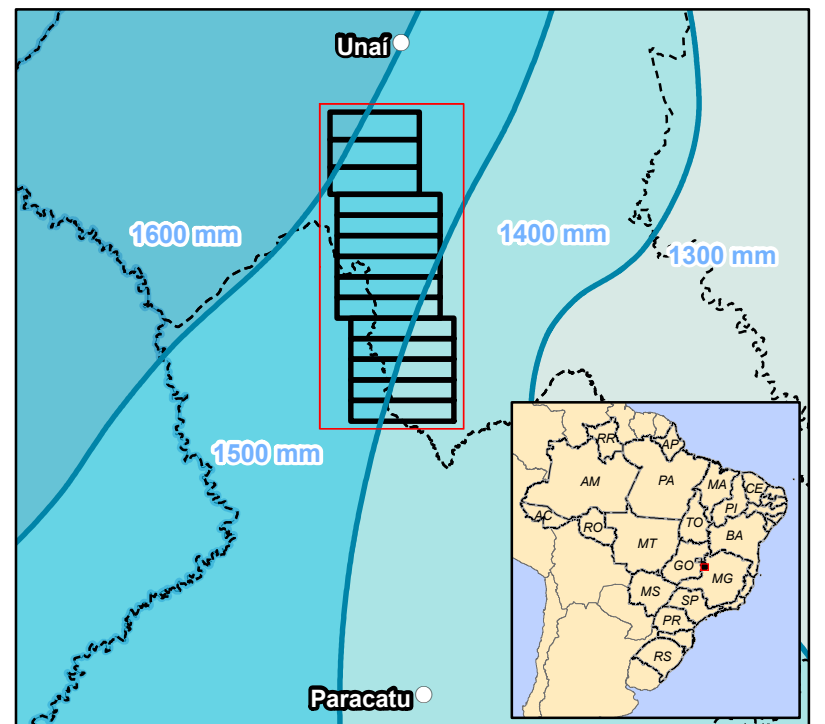 Unaí
1600 mm
1400 mm
1300 mm
1500 mm
Paracatu
RR
AP
AM
PA
MA
CE
PI
AC
RO
TO
BA
MT
GO
MG
MS
SP
PR
RS